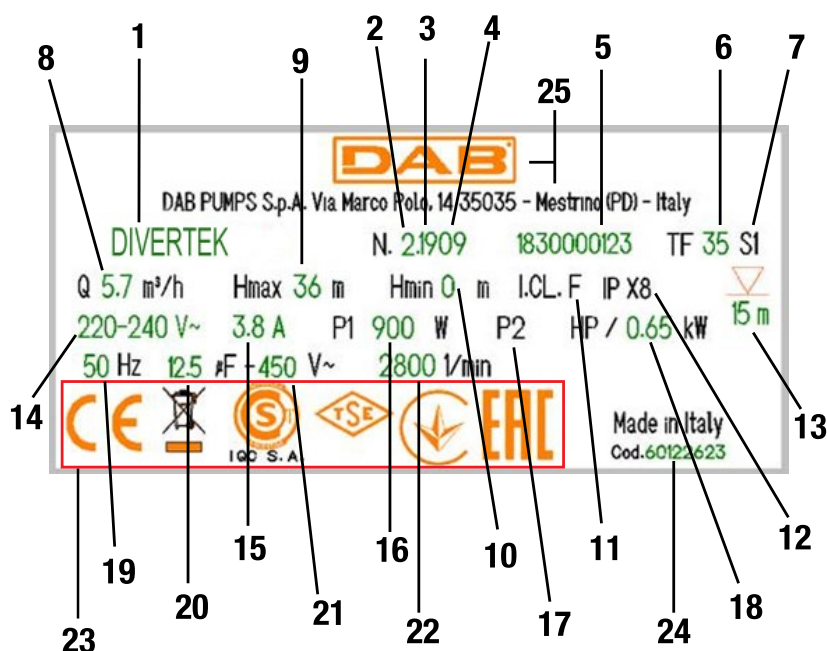 1 2 3 4 5 6 7
8 9 25
DAB
DAB PUMPS S.p.A. Via Marco Polo, 14 35035 - Mestrino (PD) - Italy
DIVERTEK N. 2.1909 1830000123 TF 35 S1
Q 5.7 m³/h Hmax 36 m Hmin 0 m I.CL. F IP X8
220-240 V~ 3.8 A P1 900 W P2 HP / 0.65 kW 15 m
50 Hz 12.5 µF - 450 V~ 2800 1/min
CE CS T TSE EAC
IQC S.A.
Made in Italy
Cod. 60122623
14 13
15 16 10 11 12
19 20 21 22 17 18
23 24